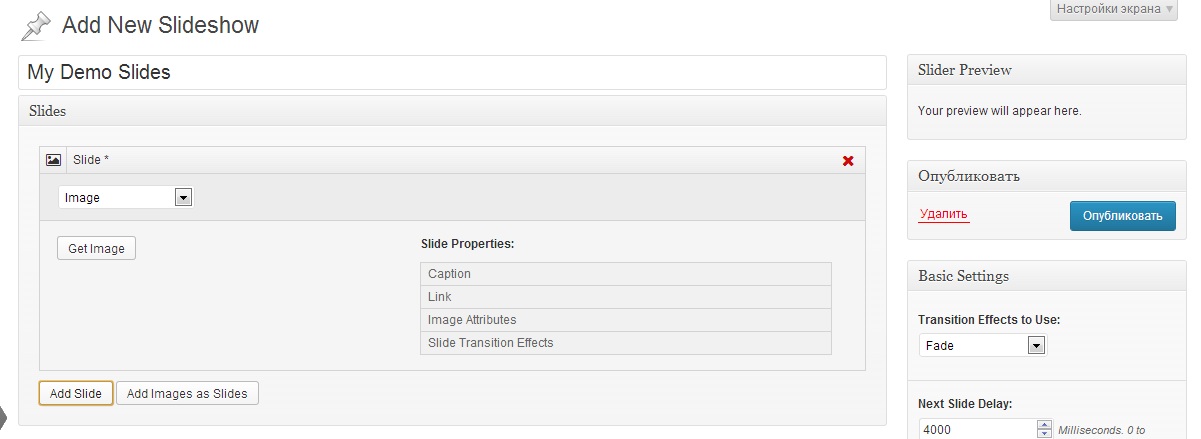 Настройки экрана
Add New Slideshow
My Demo Slides
Slides
Slide *
Image
Get Image
Slide Properties:
Caption
Link
Image Attributes
Slide Transition Effects
Add Slide
Add Images as Slides
Slider Preview
Your preview will appear here.
Опубликовать
Удалить
Опубликовать
Basic Settings
Transition Effects to Use:
Fade
Next Slide Delay:
4000
Milliseconds. 0 to